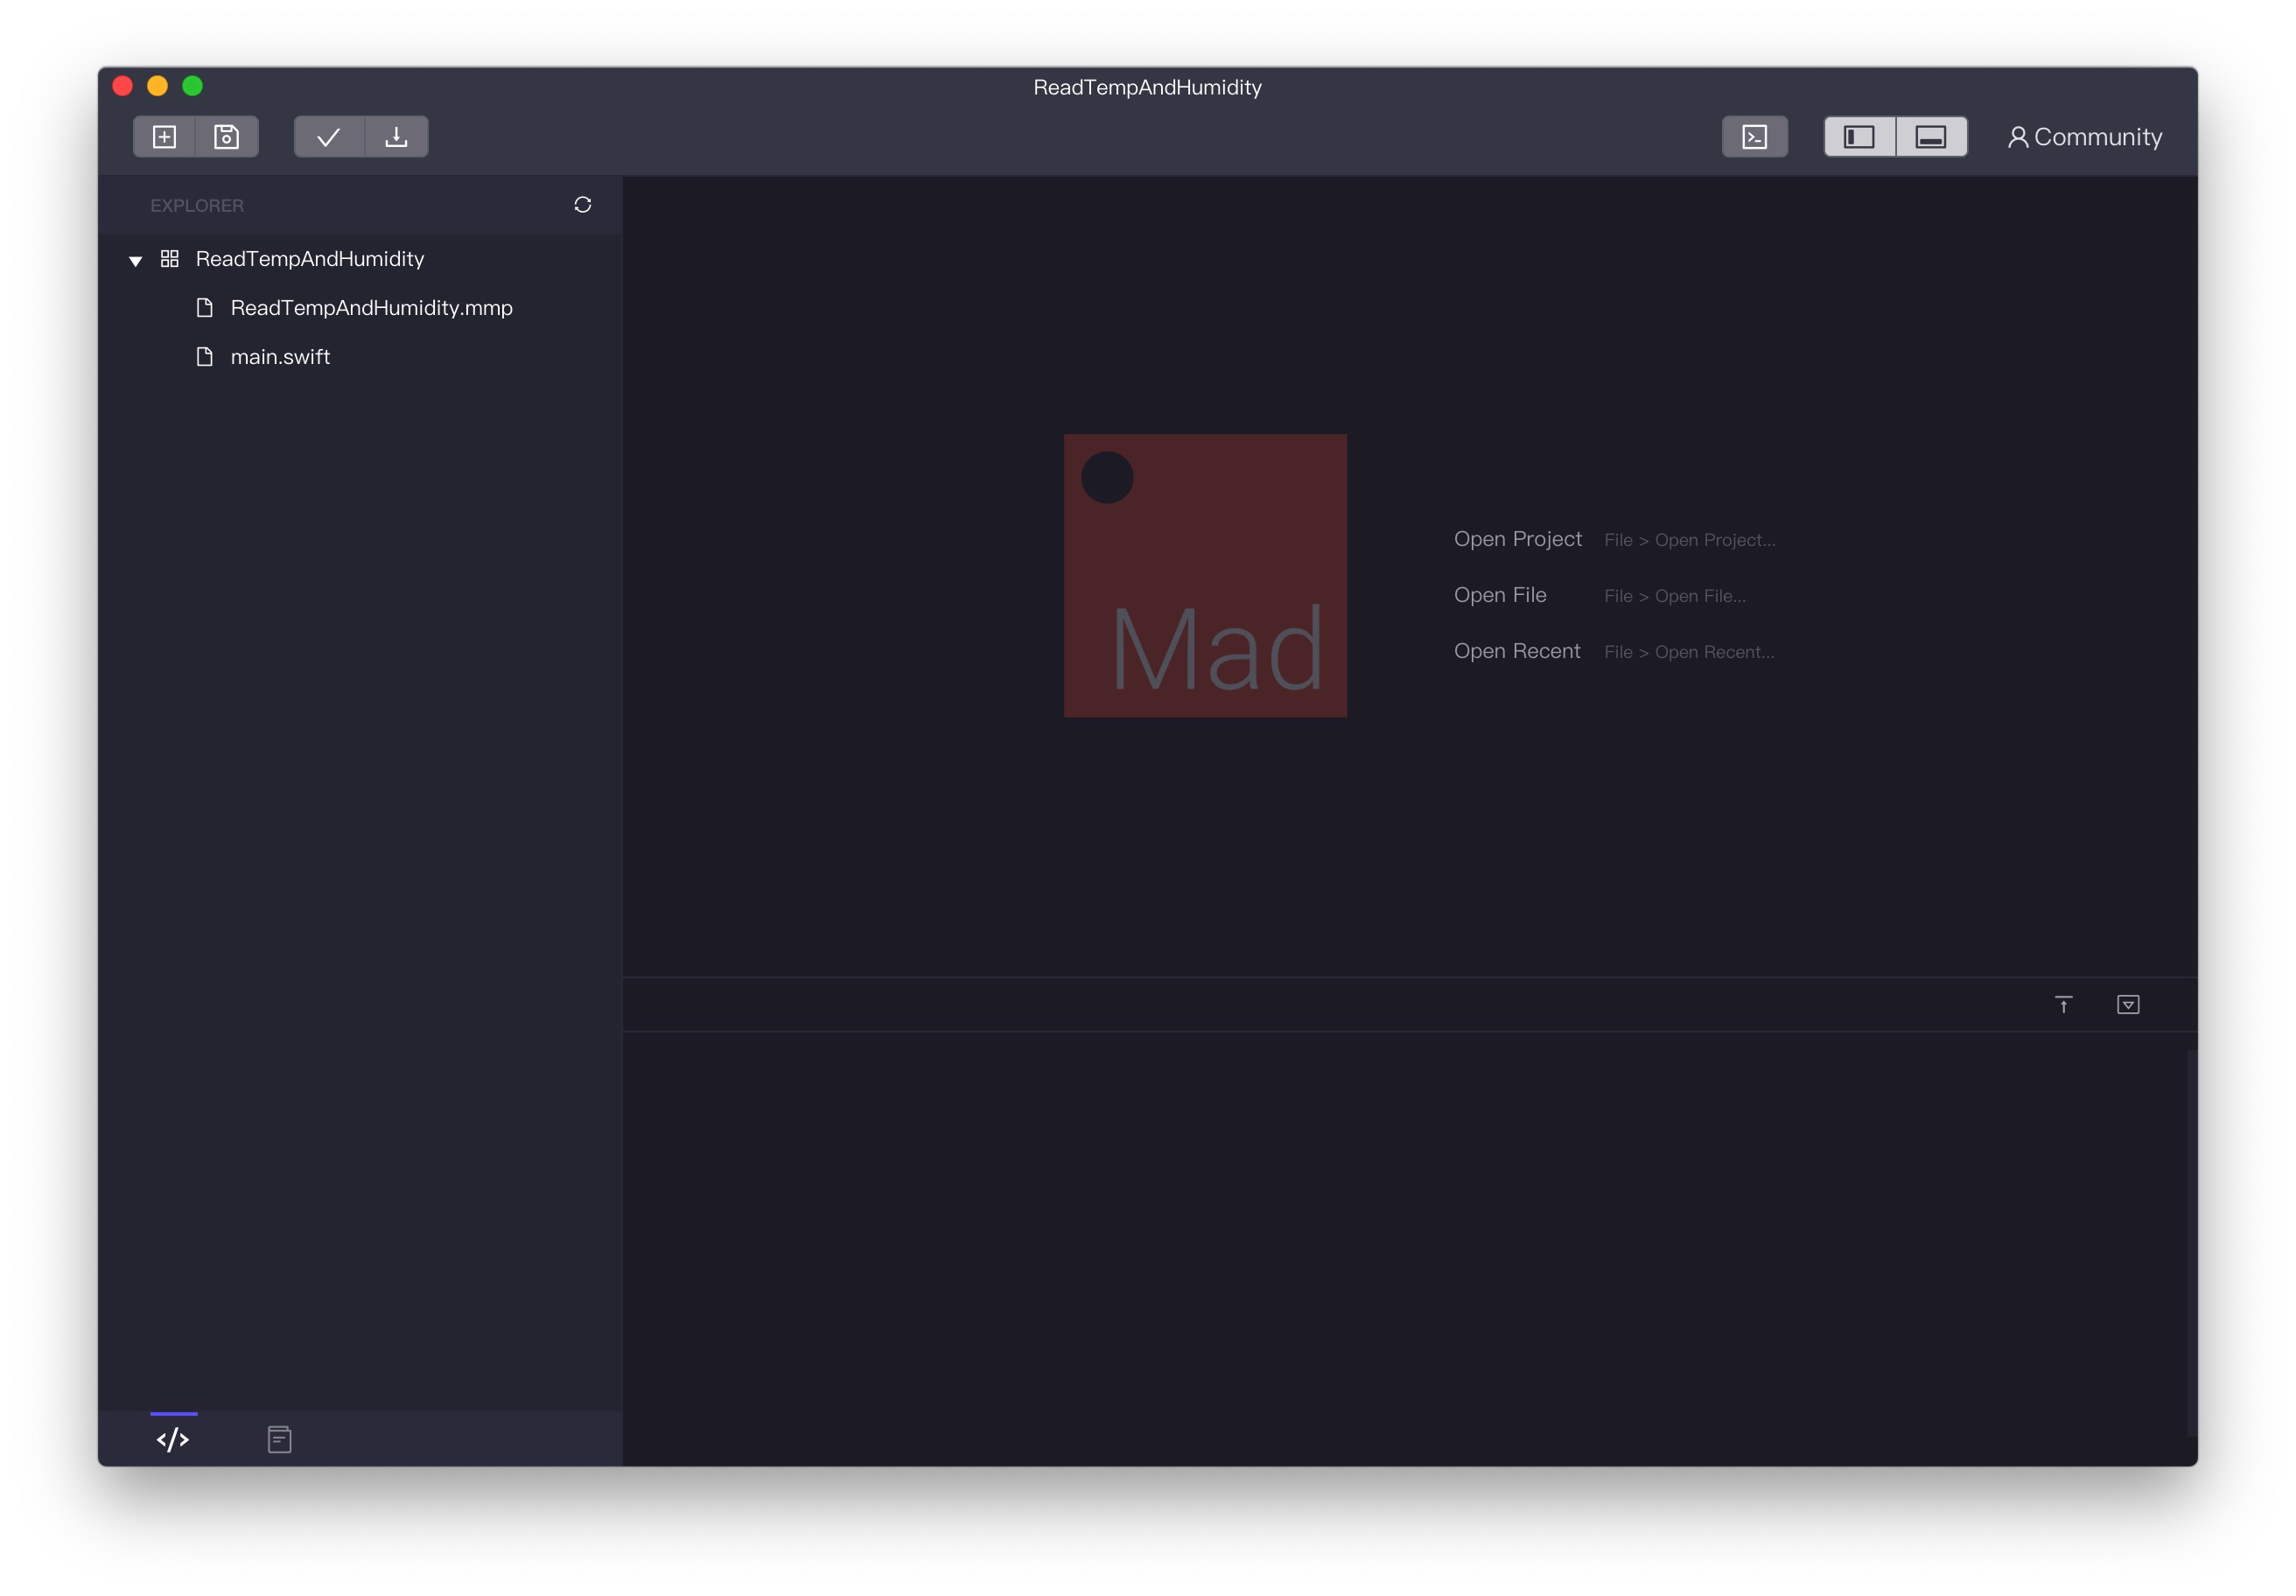 ReadTempAndHumidity
Community
EXPLORER
ReadTempAndHumidity
ReadTempAndHumidity.mmp
main.swift
Mad
Open Project File > Open Project...
Open File File > Open File...
Open Recent File > Open Recent...